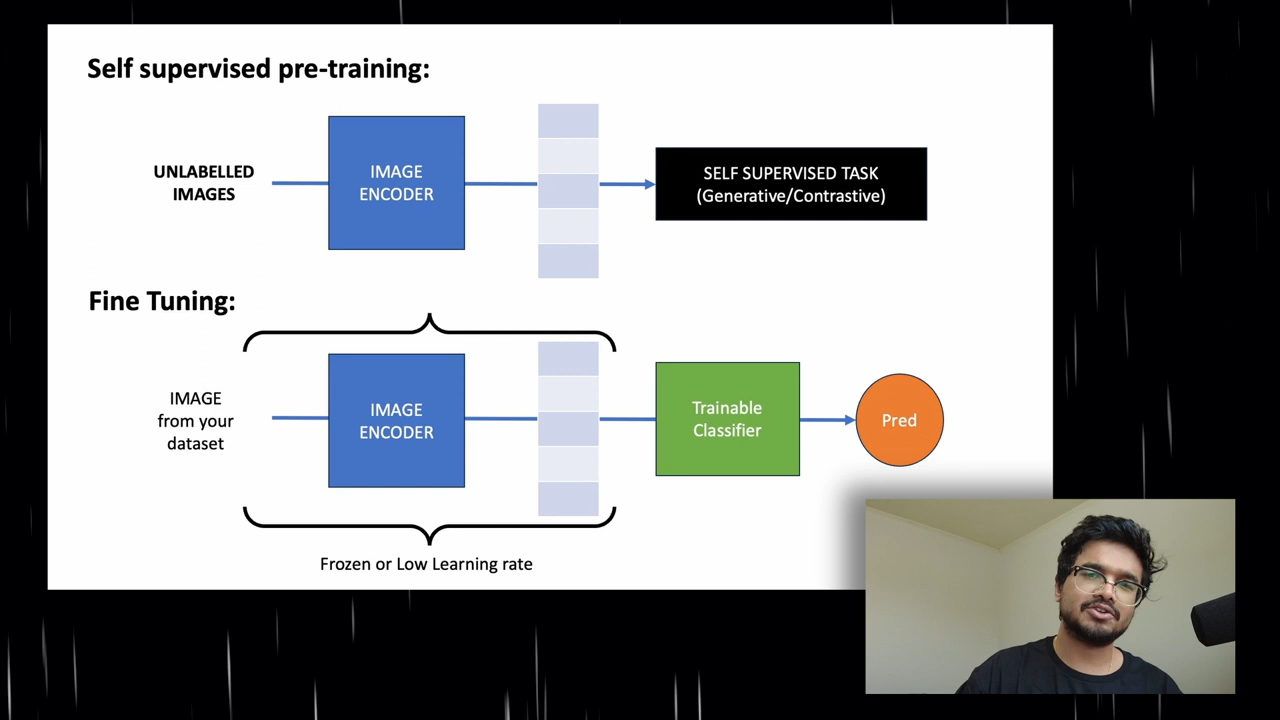 Self supervised pre-training:
UNLABELLED
IMAGES
IMAGE
ENCODER
SELF SUPERVISED TASK
(Generative/Contrastive)
Fine Tuning:
IMAGE
from your
dataset
IMAGE
ENCODER
Trainable
Classifier
Pred
Frozen or Low Learning rate